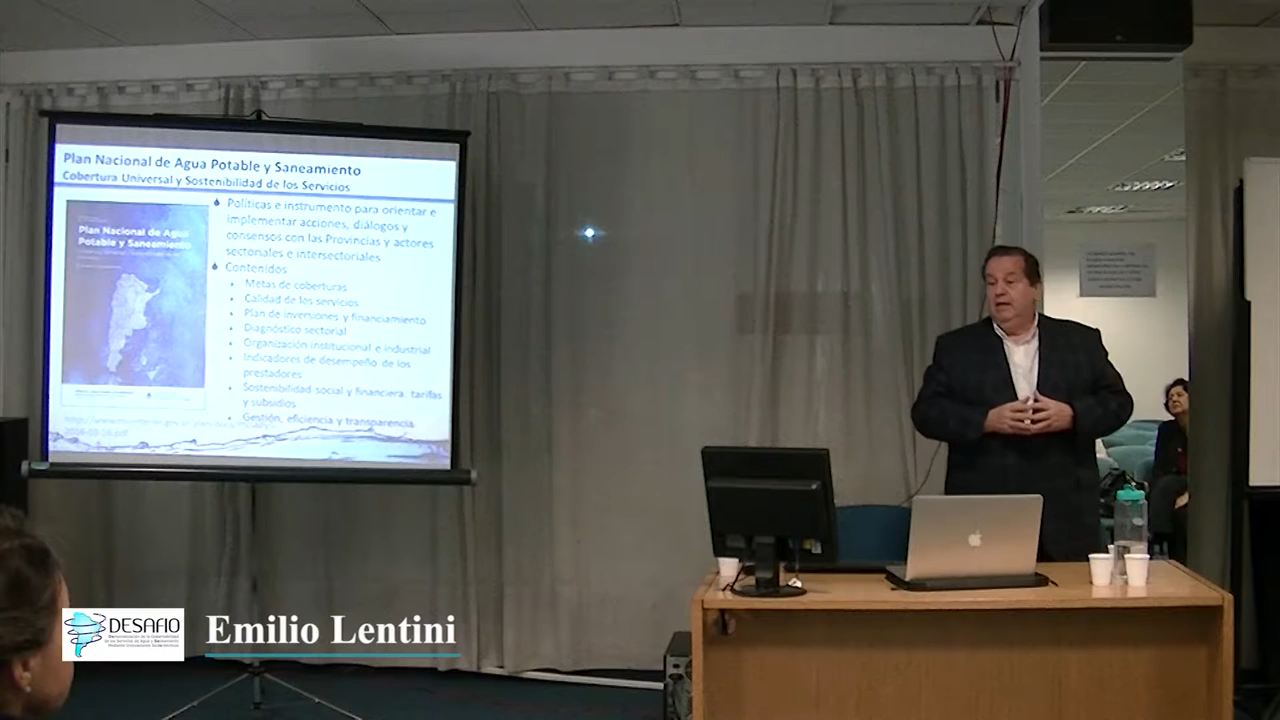 Plan Nacional de Agua Potable y Saneamiento
Cobertura Universal y Sostenibilidad de los Servicios
Plan Nacional de Agua
Potable y Saneamiento
Políticas e instrumento para orientar e
implementar acciones, diálogos y
consensos con las Provincias y actores
sectoriales e intersectoriales
Contenidos
Metas de coberturas
Calidad de los servicios
Plan de inversiones y financiamiento
Diagnóstico sectorial
Organización institucional e industrial
Indicadores de desempeño de los
prestadores
Sostenibilidad social y financiera, tarifas
y subsidios
Gestión, eficiencia y transparencia
DESAFIO
Emilio Lentini